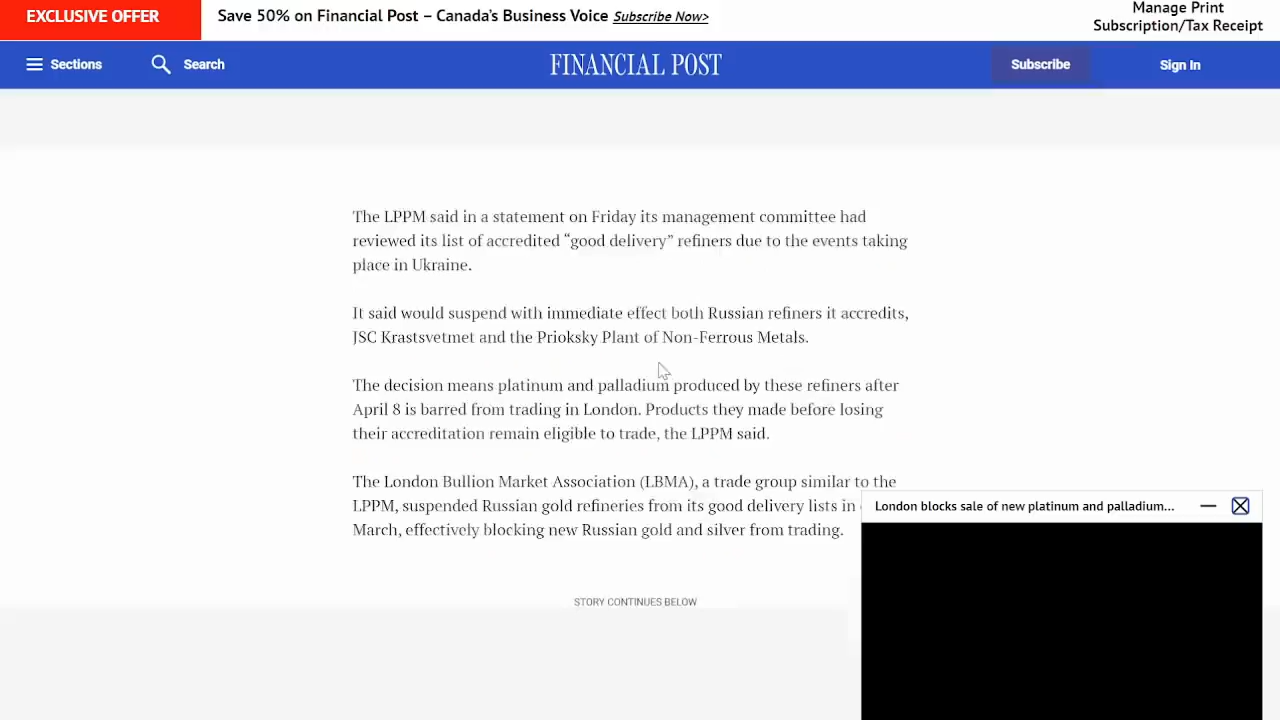 EXCLUSIVE OFFER
Save 50% on Financial Post – Canada's Business Voice Subscribe Now>
Manage Print
Subscription/Tax Receipt
Sections
Search
FINANCIAL POST
Subscribe
Sign In
The LPPM said in a statement on Friday its management committee had
reviewed its list of accredited “good delivery” refiners due to the events taking
place in Ukraine.
It said would suspend with immediate effect both Russian refiners it accredits,
JSC Krastsvetmet and the Prioksky Plant of Non-Ferrous Metals.
The decision means platinum and palladium produced by these refiners after
April 8 is barred from trading in London. Products they made before losing
their accreditation remain eligible to trade, the LPPM said.
The London Bullion Market Association (LBMA), a trade group similar to the
LPPM, suspended Russian gold refineries from its good delivery lists in
March, effectively blocking new Russian gold and silver from trading.
London blocks sale of new platinum and palladium...
STORY CONTINUES BELOW